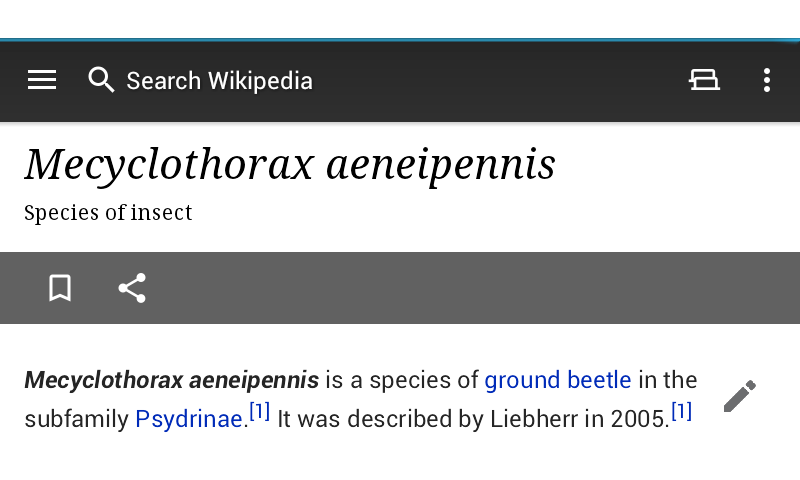 Search Wikipedia
Mecyclothorax aeneipennis
Species of insect
Mecyclothorax aeneipennis is a species of ground beetle in the
subfamily Psydrinae.[1] It was described by Liebherr in 2005.[1]